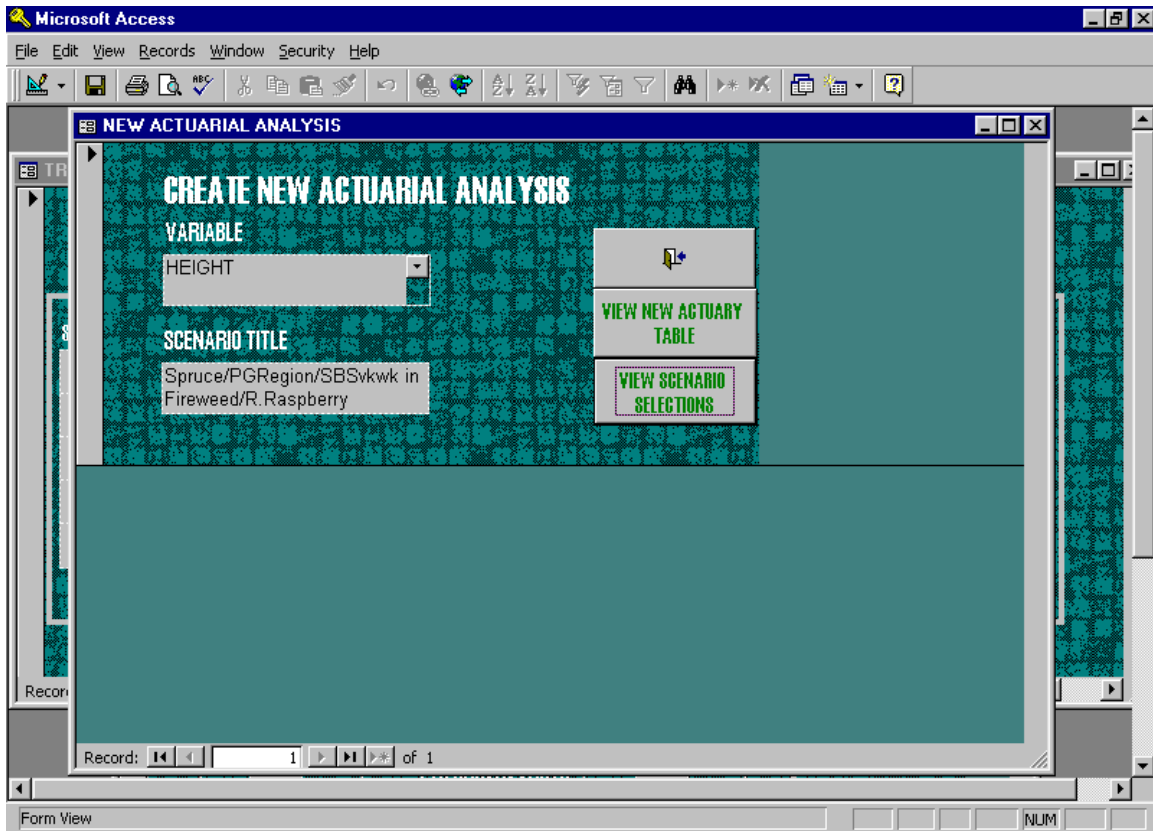 Microsoft Access
File Edit View Records Window Security Help
ABC
NEW ACTUARIAL ANALYSIS
TR
CREATE NEW ACTUARIAL ANALYSIS
VARIABLE
HEIGHT
VIEW NEW ACTUARY
TABLE
SCENARIO TITLE
Spruce/PGRegion/SBSvkwk in
Fireweed/R.Raspberry
VIEW SCENARIO
SELECTIONS
Record: 1 of 1
Form View
NUM